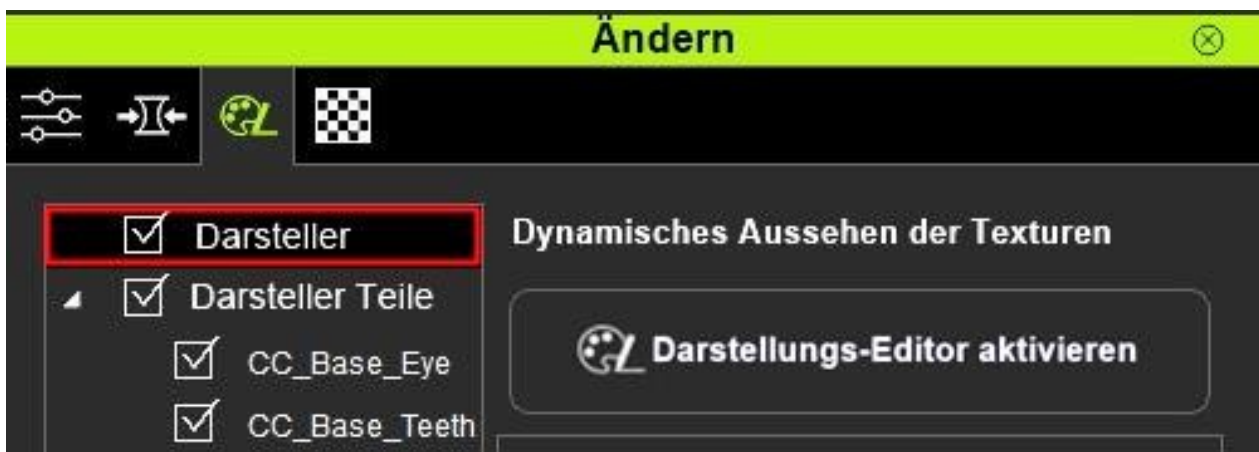 Ändern
Darsteller
Darsteller Teile
CC_Base_Eye
CC_Base_Teeth
Dynamisches Aussehen der Texturen
Darstellungs-Editor aktivieren